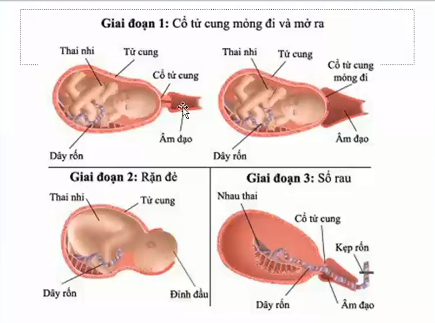 Giai đoạn 1: Cổ tử cung mỏng đi và mở ra
Thai nhi
Tử cung
Cổ tử cung
Âm đạo
Dây rốn
Thai nhi
Tử cung
Cổ tử cung
mỏng đi
Âm đạo
Dây rốn
Giai đoạn 2: Rặn đẻ
Thai nhi
Tử cung
Dây rốn
Đỉnh đầu
Giai đoạn 3: Sổ rau
Nhau thai
Cổ tử cung
Kẹp rốn
Dây rốn
Âm đạo